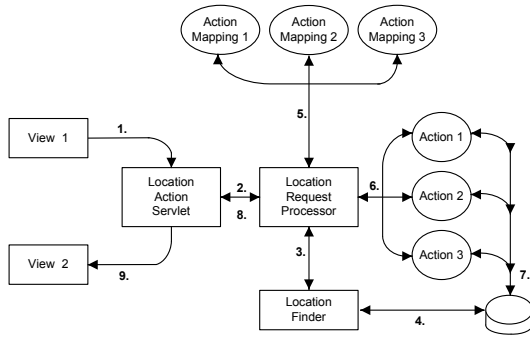 Action
Mapping 1
Action
Mapping 2
Action
Mapping 3
5.
View 1
1.
Action 1
Location
Action
Servlet
2.
8.
Location
Request
Processor
6.
Action 2
View 2
9.
3.
Action 3
7.
Location
Finder
4.